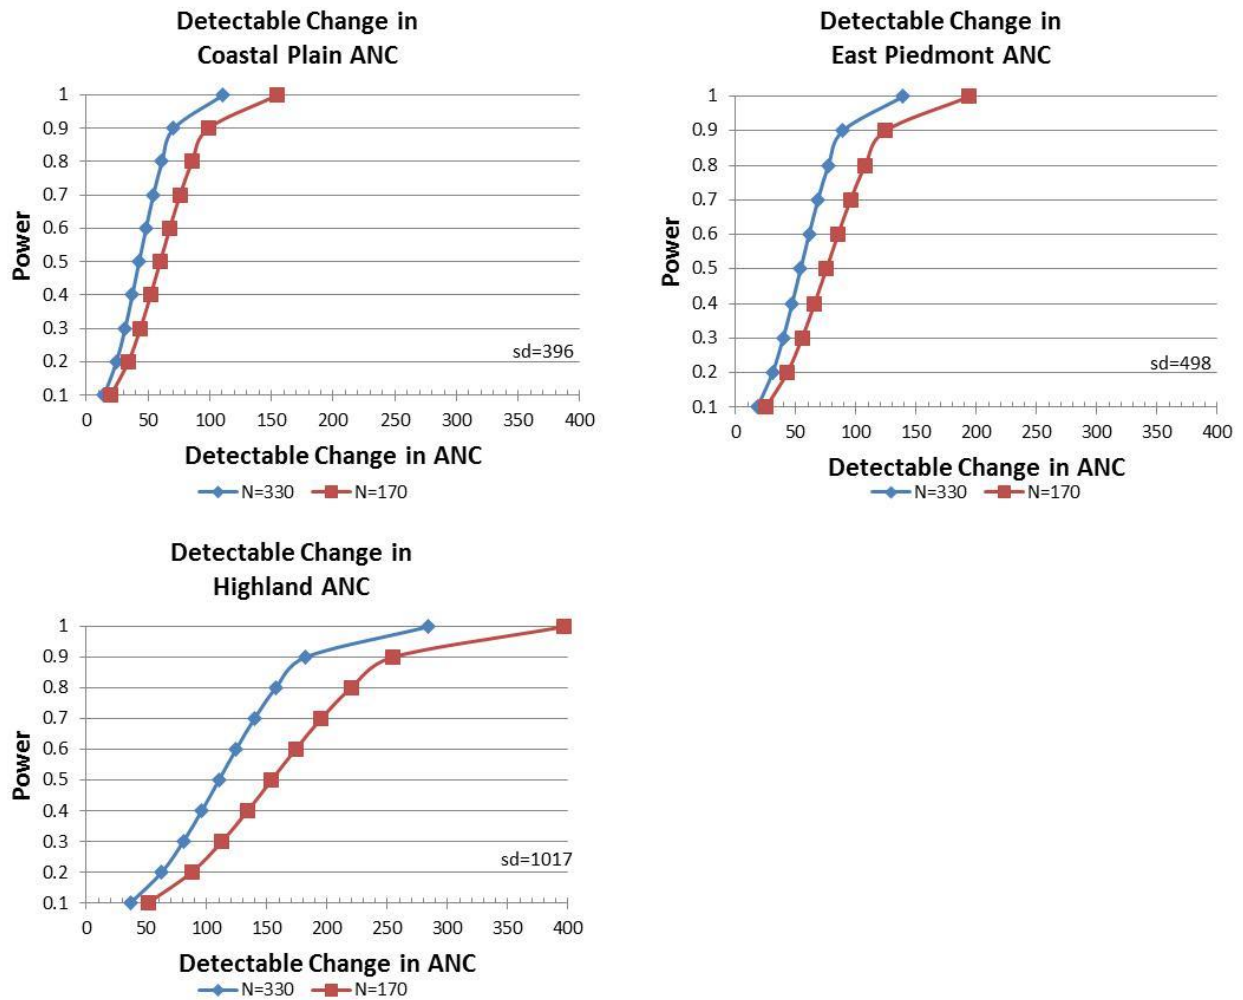 Detectable Change in
Coastal Plain ANC
1
0.9
0.8
0.7
0.6
0.5
0.4
0.3
0.2
0.1
Power
sd=396
0 50 100 150 200 250 300 350 400
Detectable Change in ANC
N=330 N=170
Detectable Change in
East Piedmont ANC
1
0.9
0.8
0.7
0.6
0.5
0.4
0.3
0.2
0.1
Power
sd=498
0 50 100 150 200 250 300 350 400
Detectable Change in ANC
N=330 N=170
Detectable Change in
Highland ANC
1
0.9
0.8
0.7
0.6
0.5
0.4
0.3
0.2
0.1
Power
sd=1017
0 50 100 150 200 250 300 350 400
Detectable Change in ANC
N=330 N=170